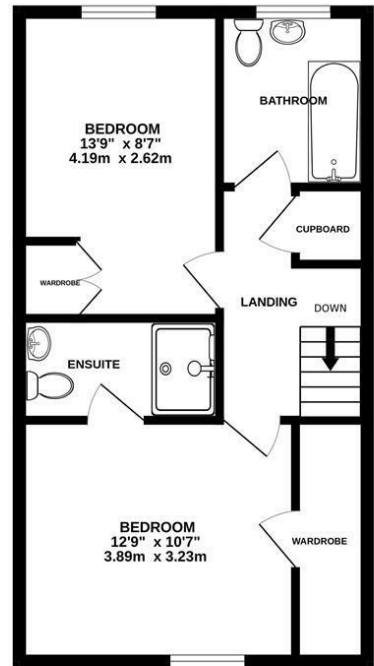 BATHROOM
BEDROOM
13'9" x 8'7"
4.19m x 2.62m
CUPBOARD
WARDROBE
LANDING
DOWN
ENSUITE
BEDROOM
12'9" x 10'7"
3.89m x 3.23m
WARDROBE